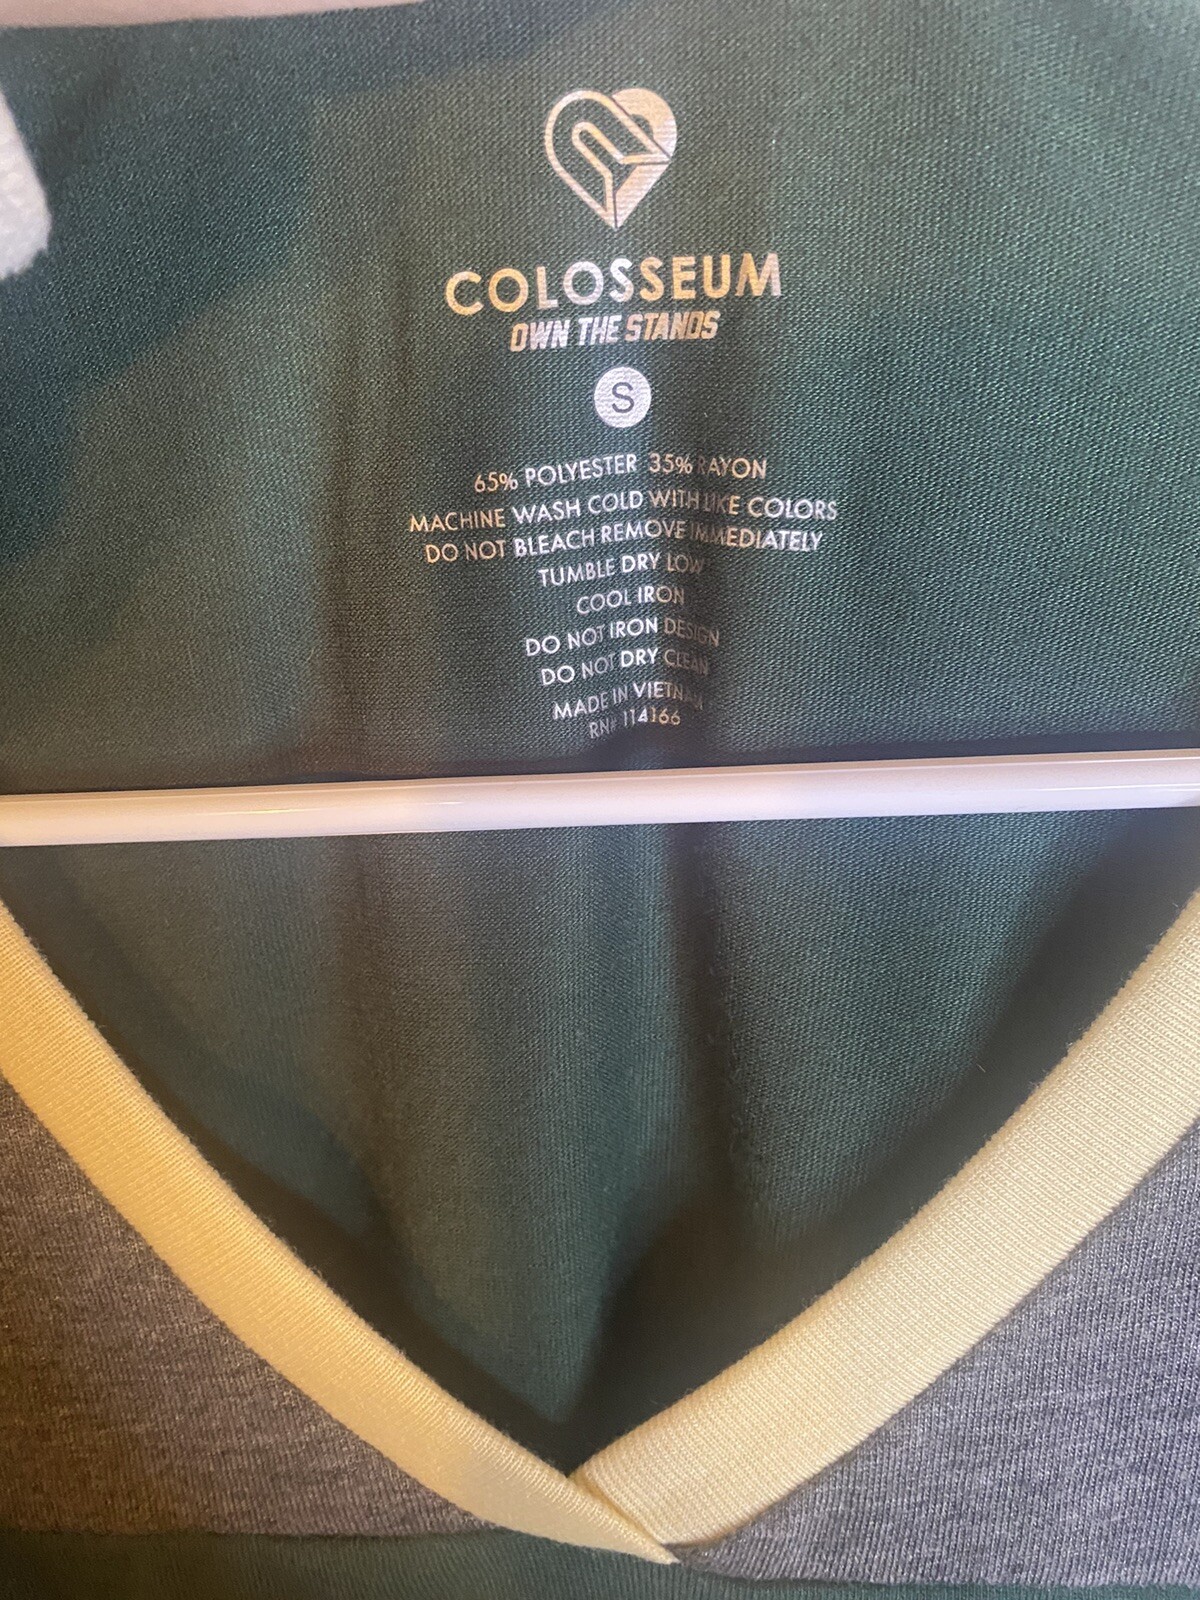 COLOSSEUM
OWN THE STANDS
S
65% POLYESTER 35% RAYON
MACHINE WASH COLD WITH LIKE COLORS
DO NOT BLEACH REMOVE IMMEDIATELY
TUMBLE DRY LOW
COOL IRON
DO NOT IRON DESIGN
DO NOT DRY CLEAN
MADE IN VIETNAM
RN# 114166